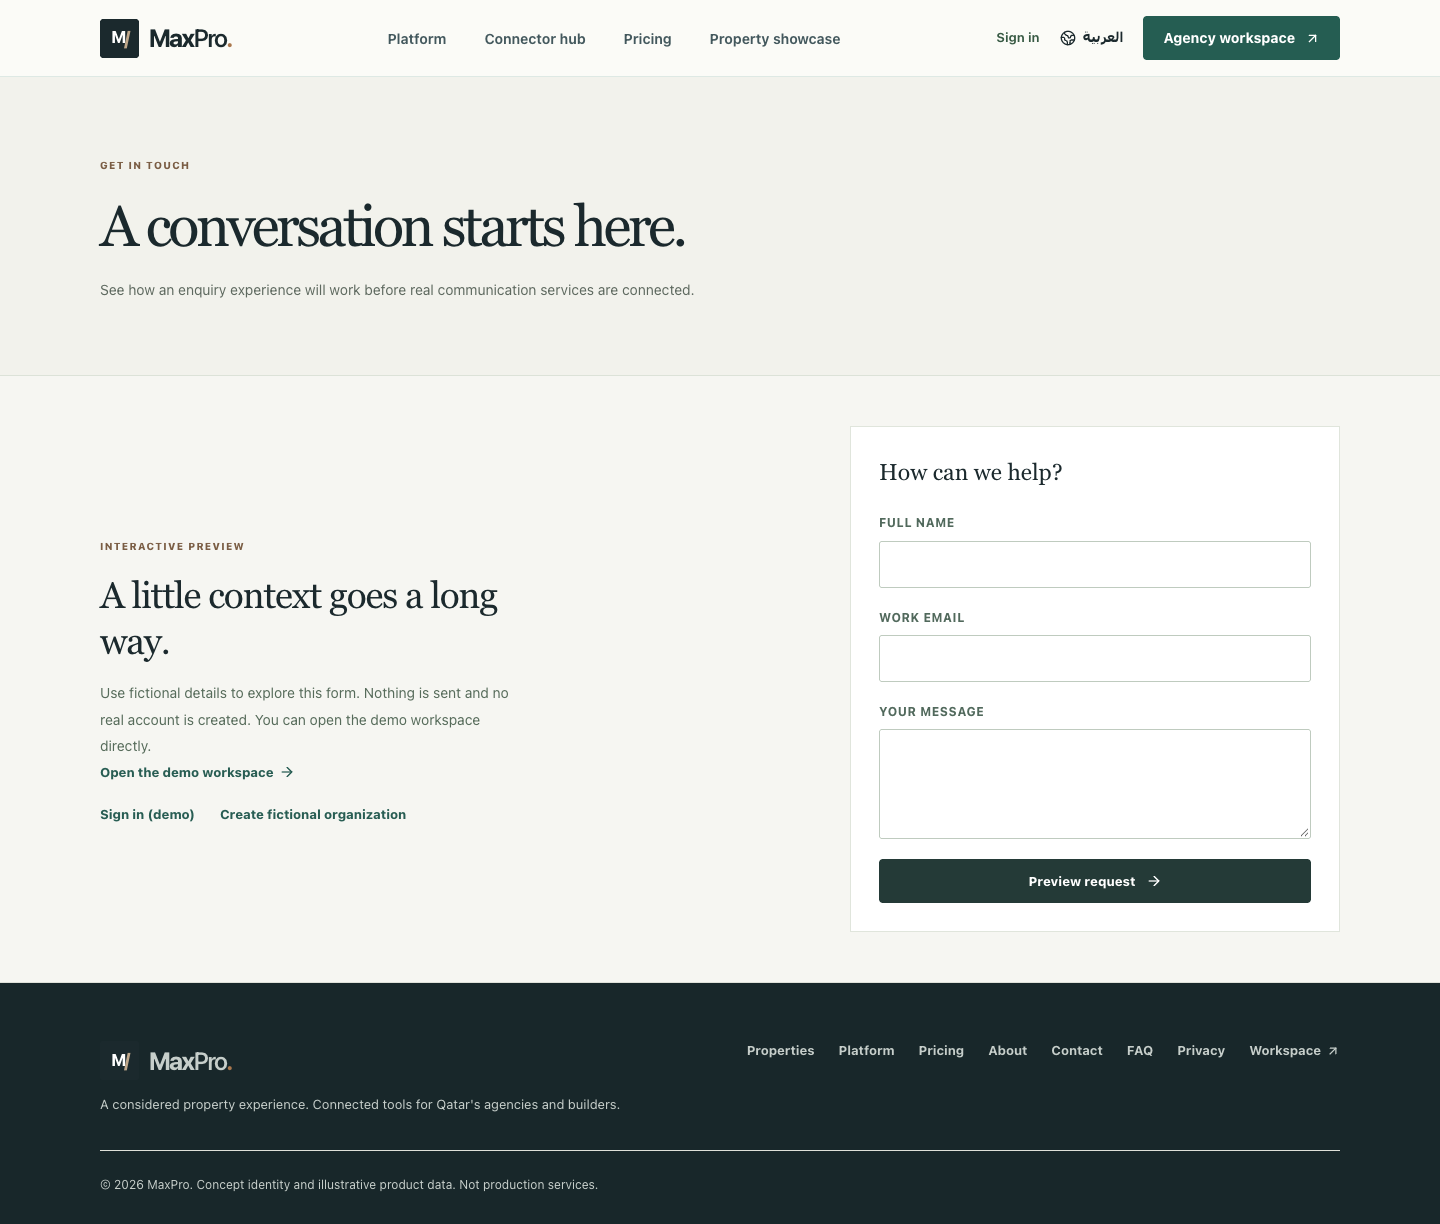 M/ MaxPro.
Platform Connector hub Pricing Property showcase
Sign in العربية Agency workspace
GET IN TOUCH
A conversation starts here.
See how an enquiry experience will work before real communication services are connected.
INTERACTIVE PREVIEW
A little context goes a long
way.
Use fictional details to explore this form. Nothing is sent and no
real account is created. You can open the demo workspace
directly.
Open the demo workspace
Sign in (demo) Create fictional organization
How can we help?
FULL NAME
WORK EMAIL
YOUR MESSAGE
Preview request
M/ MaxPro.
A considered property experience. Connected tools for Qatar's agencies and builders.
Properties Platform Pricing About Contact FAQ Privacy Workspace
© 2026 MaxPro. Concept identity and illustrative product data. Not production services.